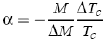 α = − M/ΔM ΔT_c/T_c